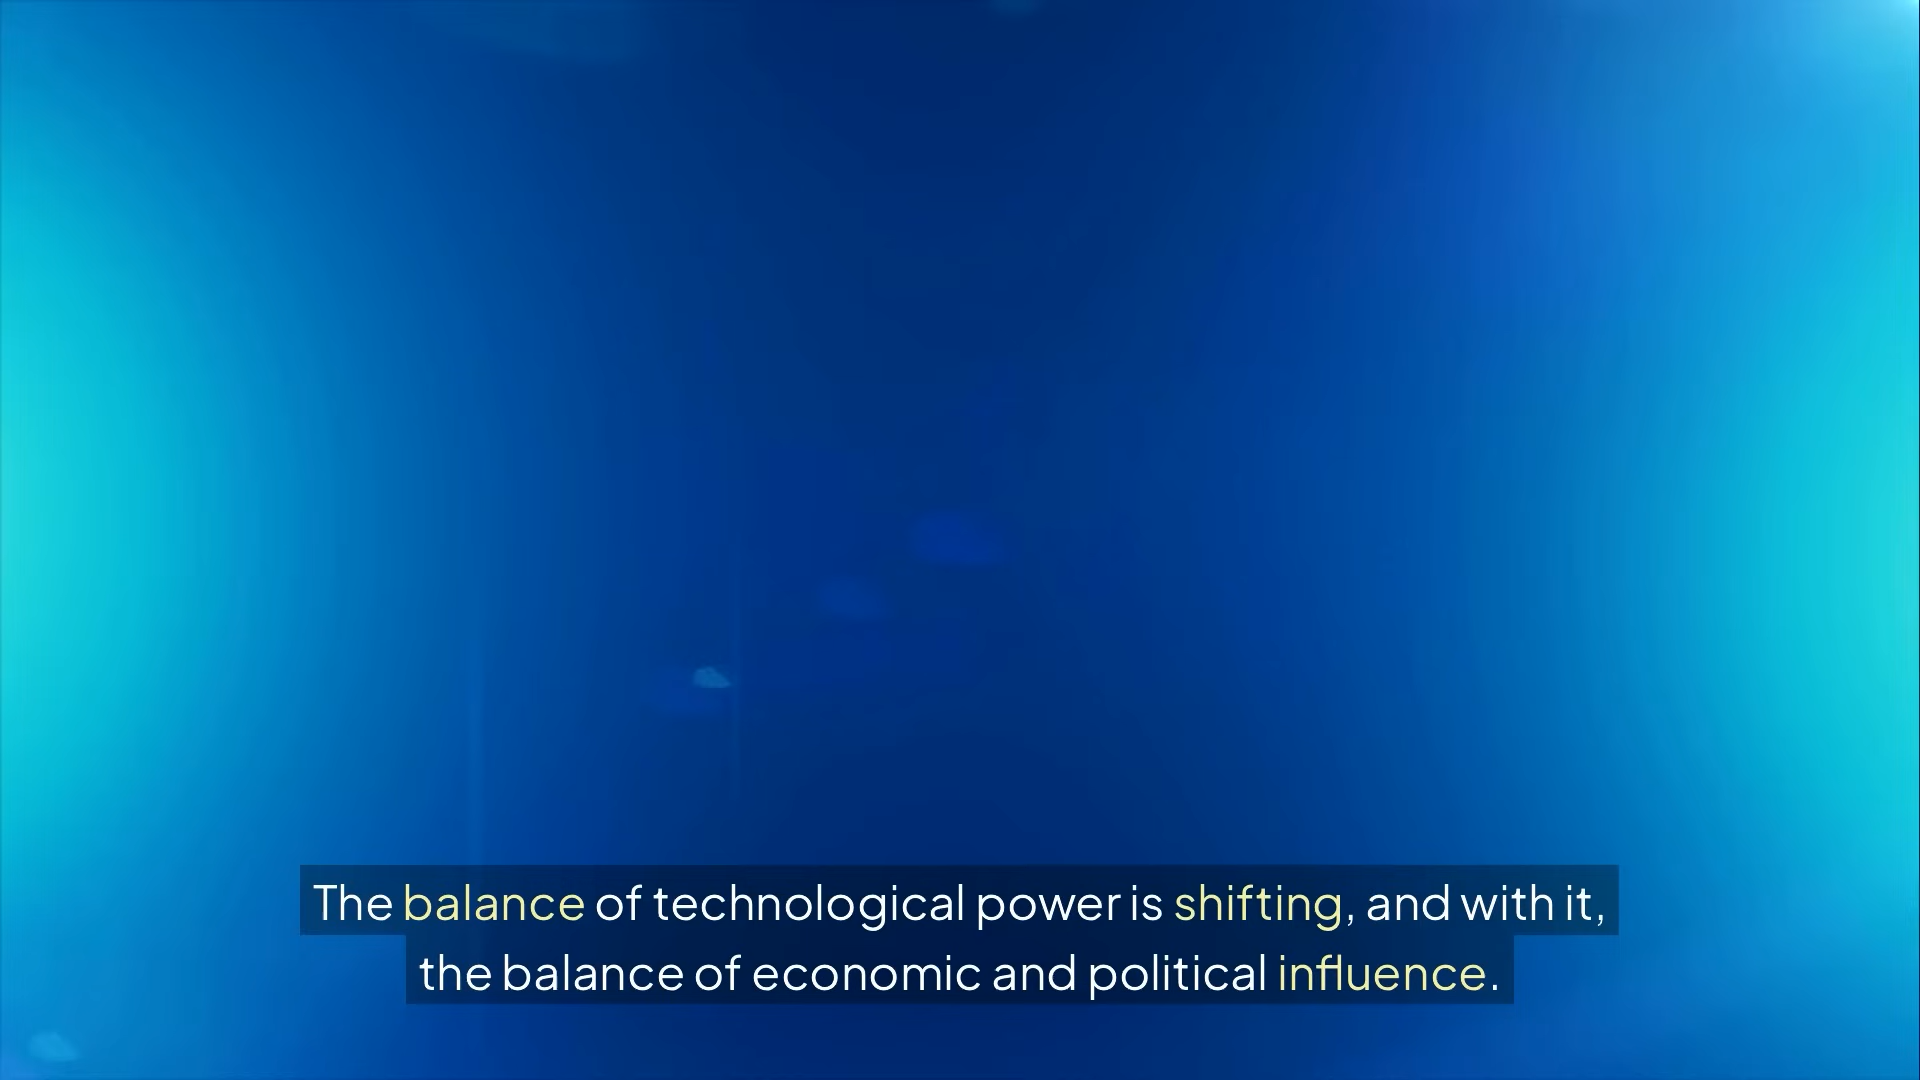 The balance of technological power is shifting, and with it,
the balance of economic and political influence.